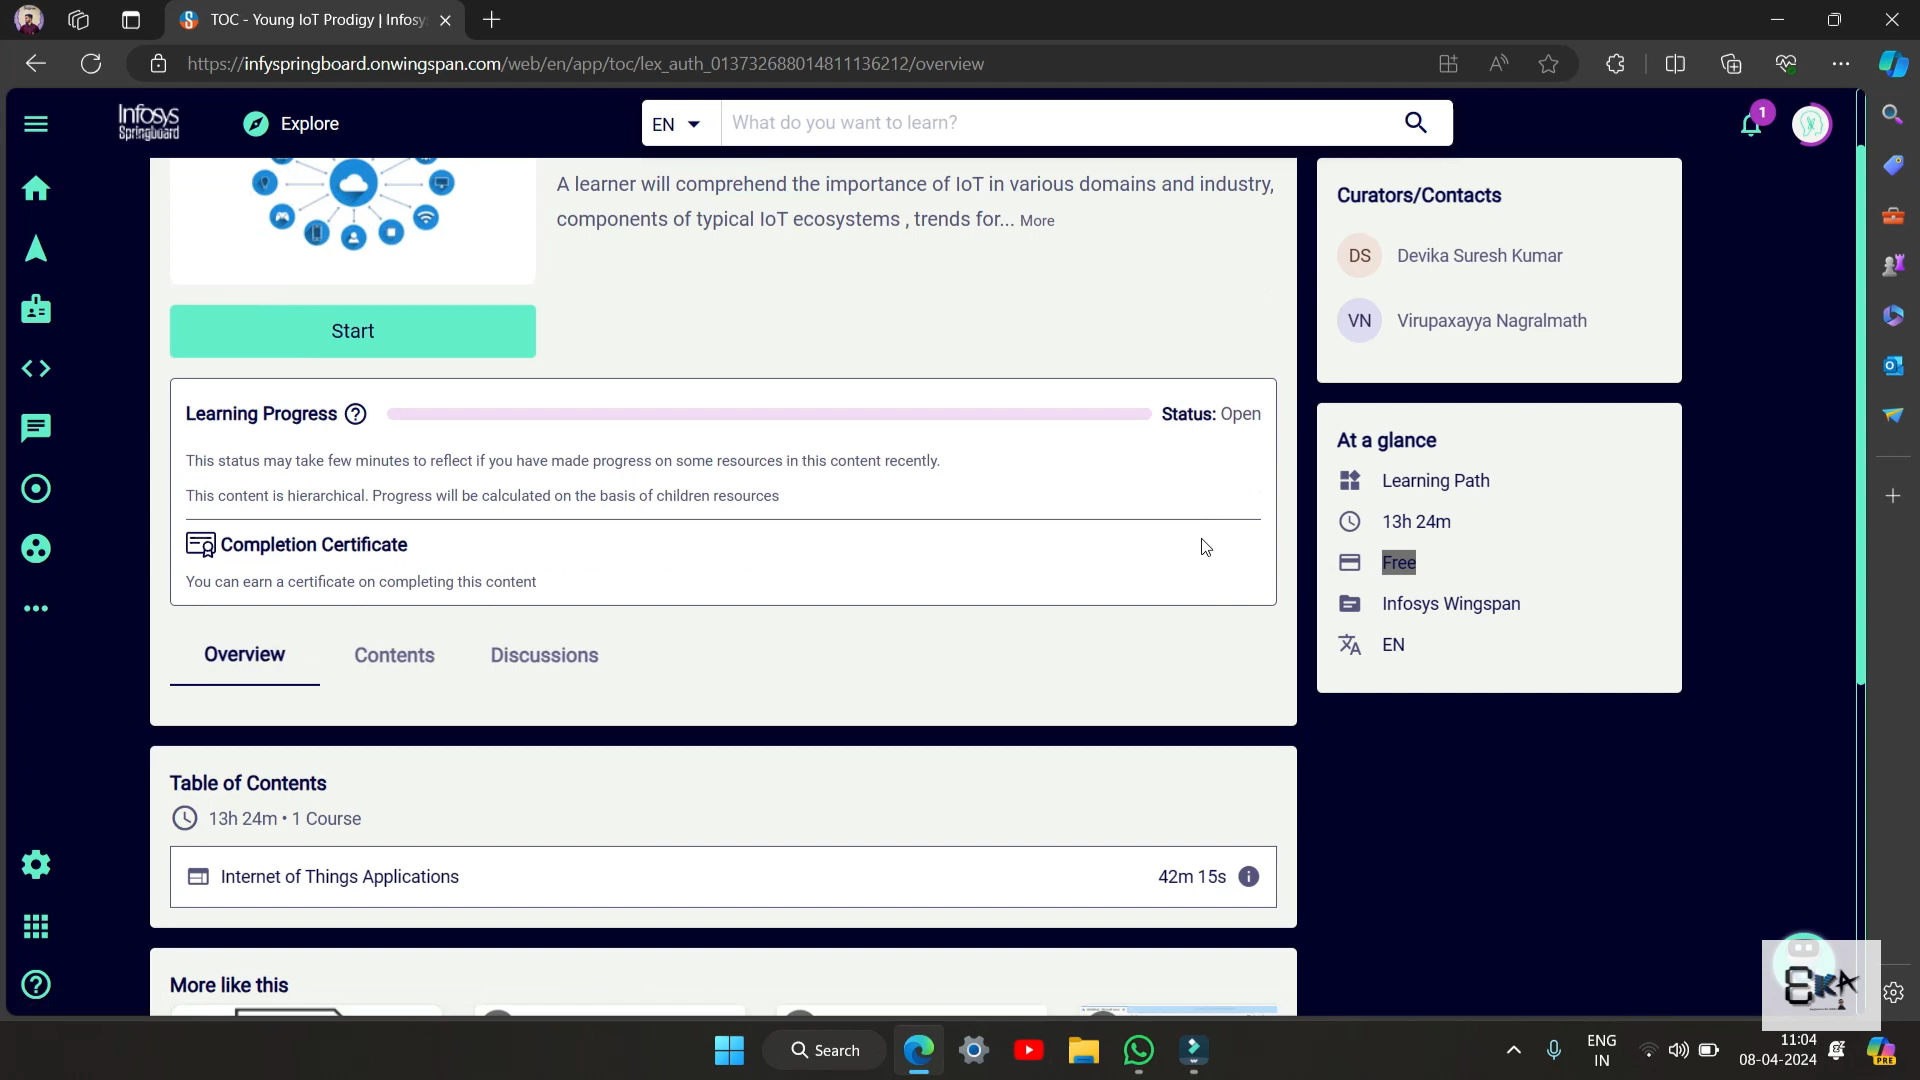 TOC - Young IoT Prodigy | Infosy
https://infyspringboard.onwingspan.com/web/en/app/toc/lex_auth_013732688014811136212/overview
Infosys
Springboard
Explore
EN
What do you want to learn?
1
A learner will comprehend the importance of IoT in various domains and industry,
components of typical IoT ecosystems , trends for... More
Start
Learning Progress
Status: Open
This status may take few minutes to reflect if you have made progress on some resources in this content recently.
This content is hierarchical. Progress will be calculated on the basis of children resources
Completion Certificate
You can earn a certificate on completing this content
Overview
Contents
Discussions
Table of Contents
13h 24m • 1 Course
Internet of Things Applications
42m 15s
More like this
Curators/Contacts
DS
Devika Suresh Kumar
VN
Virupaxayya Nagralmath
At a glance
Learning Path
13h 24m
Free
Infosys Wingspan
EN
Search
ENG
IN
11:04
08-04-2024
PRE